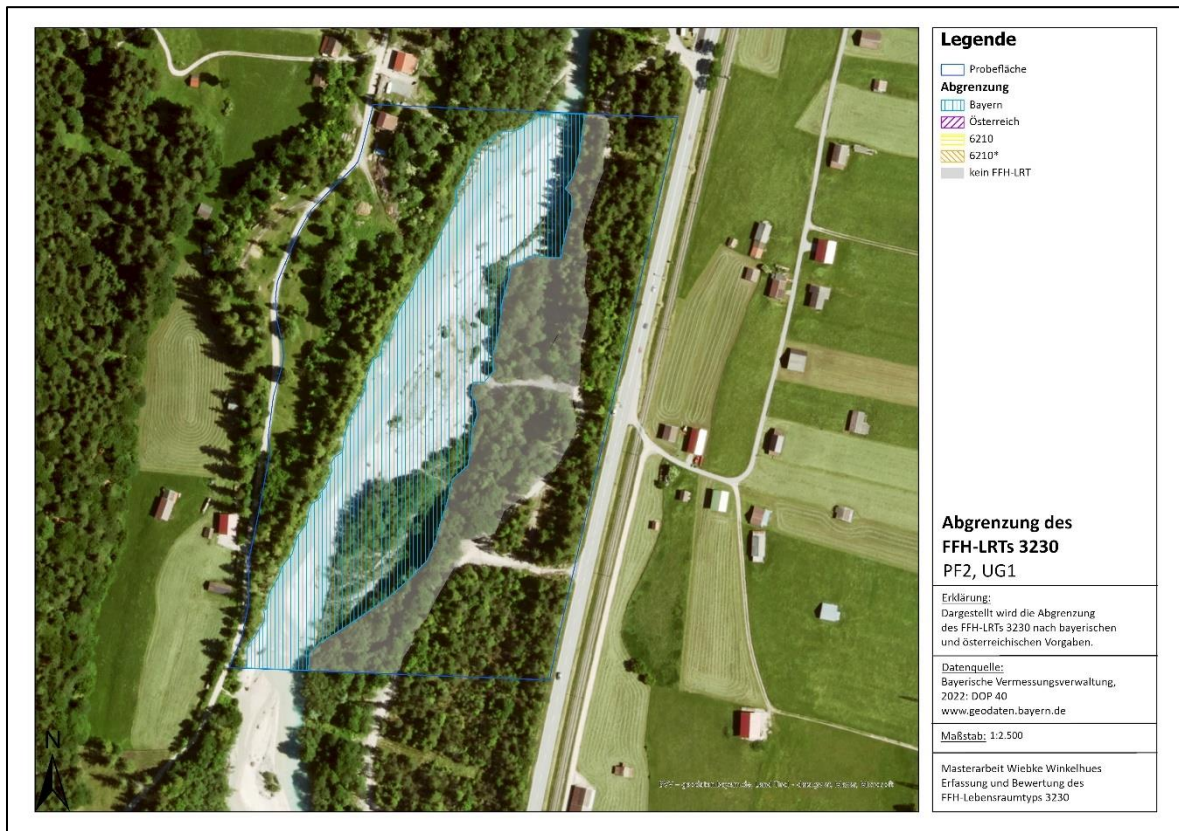 Legende
Probefläche
Abgrenzung
Bayern
Österreich
6210
6210*
kein FFH-LRT
Abgrenzung des
FFH-LRTs 3230
PF2, UG1
Erklärung:
Dargestellt wird die Abgrenzung
des FFH-LRTs 3230 nach bayerischen
und österreichischen Vorgaben.
Datenquelle:
Bayerische Vermessungsverwaltung,
2022: DOP 40
www.geodaten.bayern.de
Maßstab: 1:2.500
Masterarbeit Wiebke Winkelhues
Erfassung und Bewertung des
FFH-Lebensraumtyps 3230
N